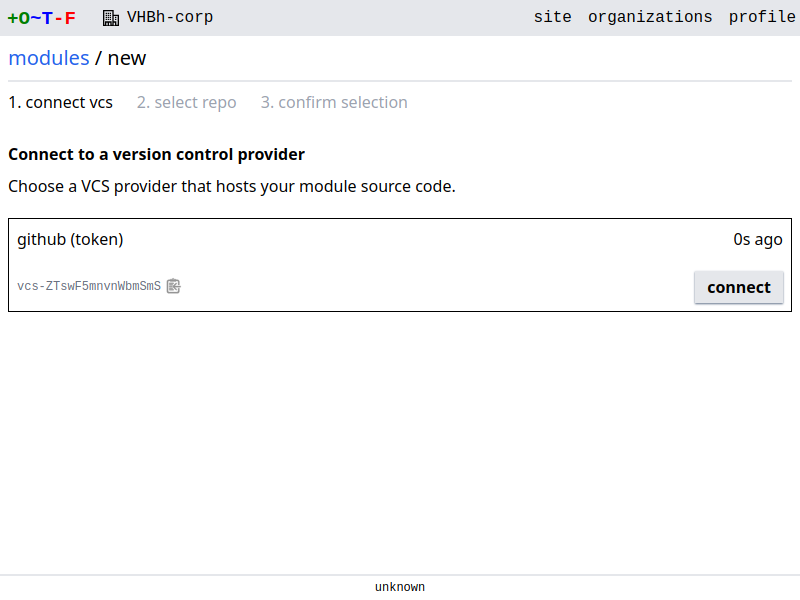 +O~T-F VHBh-corp site organizations profile
modules / new
1. connect vcs 2. select repo 3. confirm selection
Connect to a version control provider
Choose a VCS provider that hosts your module source code.
github (token) 0s ago
vcs-ZTswF5mnvnWbmSmS connect
unknown